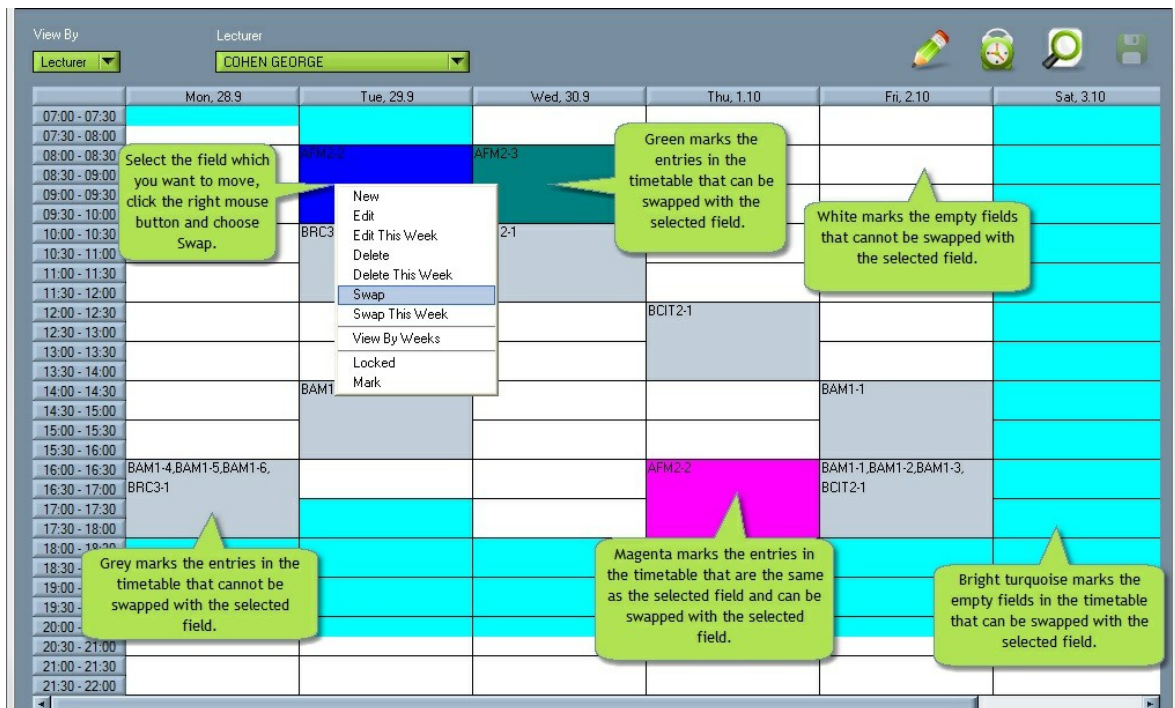 View By
Lecturer
Lecturer
COHEN GEORGE
Mon, 28.9
Tue, 29.9
Wed, 30.9
Thu, 1.10
Fri, 2.10
Sat, 3.10
07:00 - 07:30
07:30 - 08:00
08:00 - 08:30
08:30 - 09:00
09:00 - 09:30
09:30 - 10:00
10:00 - 10:30
10:30 - 11:00
11:00 - 11:30
11:30 - 12:00
12:00 - 12:30
12:30 - 13:00
13:00 - 13:30
13:30 - 14:00
14:00 - 14:30
14:30 - 15:00
15:00 - 15:30
15:30 - 16:00
16:00 - 16:30
16:30 - 17:00
17:00 - 17:30
17:30 - 18:00
18:00 - 18:30
18:30 -
19:00 -
19:30 -
20:00 -
20:30 - 21:00
21:00 - 21:30
21:30 - 22:00
Select the field which
you want to move,
click the right mouse
button and choose
Swap.
AFM2-2
AFM2-3
Green marks the
entries in the
timetable that can be
swapped with the
selected field.
White marks the empty fields
that cannot be swapped with
the selected field.
New
Edit
Edit This Week
Delete
Delete This Week
Swap
Swap This Week
View By Weeks
Locked
Mark
BRC3
2-1
BCIT2-1
BAM1
BAM1-1
BAM1-4,BAM1-5,BAM1-6,
BRC3-1
AFM2-2
BAM1-1,BAM1-2,BAM1-3,
BCIT2-1
Grey marks the entries in the
timetable that cannot be
swapped with the selected
field.
Magenta marks the entries in
the timetable that are the same
as the selected field and can be
swapped with the selected
field.
Bright turquoise marks the
empty fields in the timetable
that can be swapped with the
selected field.